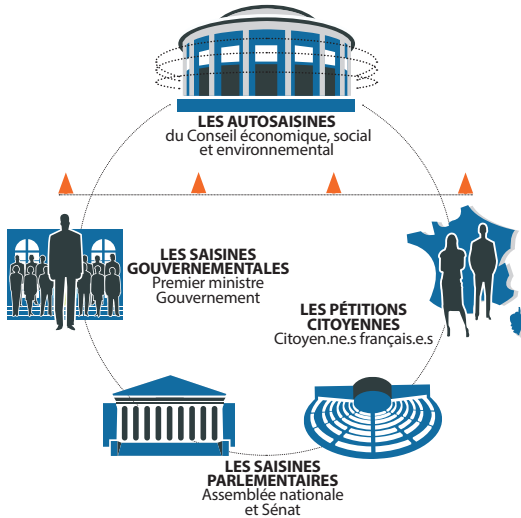 LES AUTOSAISINES
du Conseil économique, social
et environnemental
LES SAISINES
GOUVERNEMENTALES
Premier ministre
Gouvernement
LES PÉTITIONS
CITOYENNES
Citoyen.ne.s français.e.s
LES SAISINES
PARLEMENTAIRES
Assemblée nationale
et Sénat